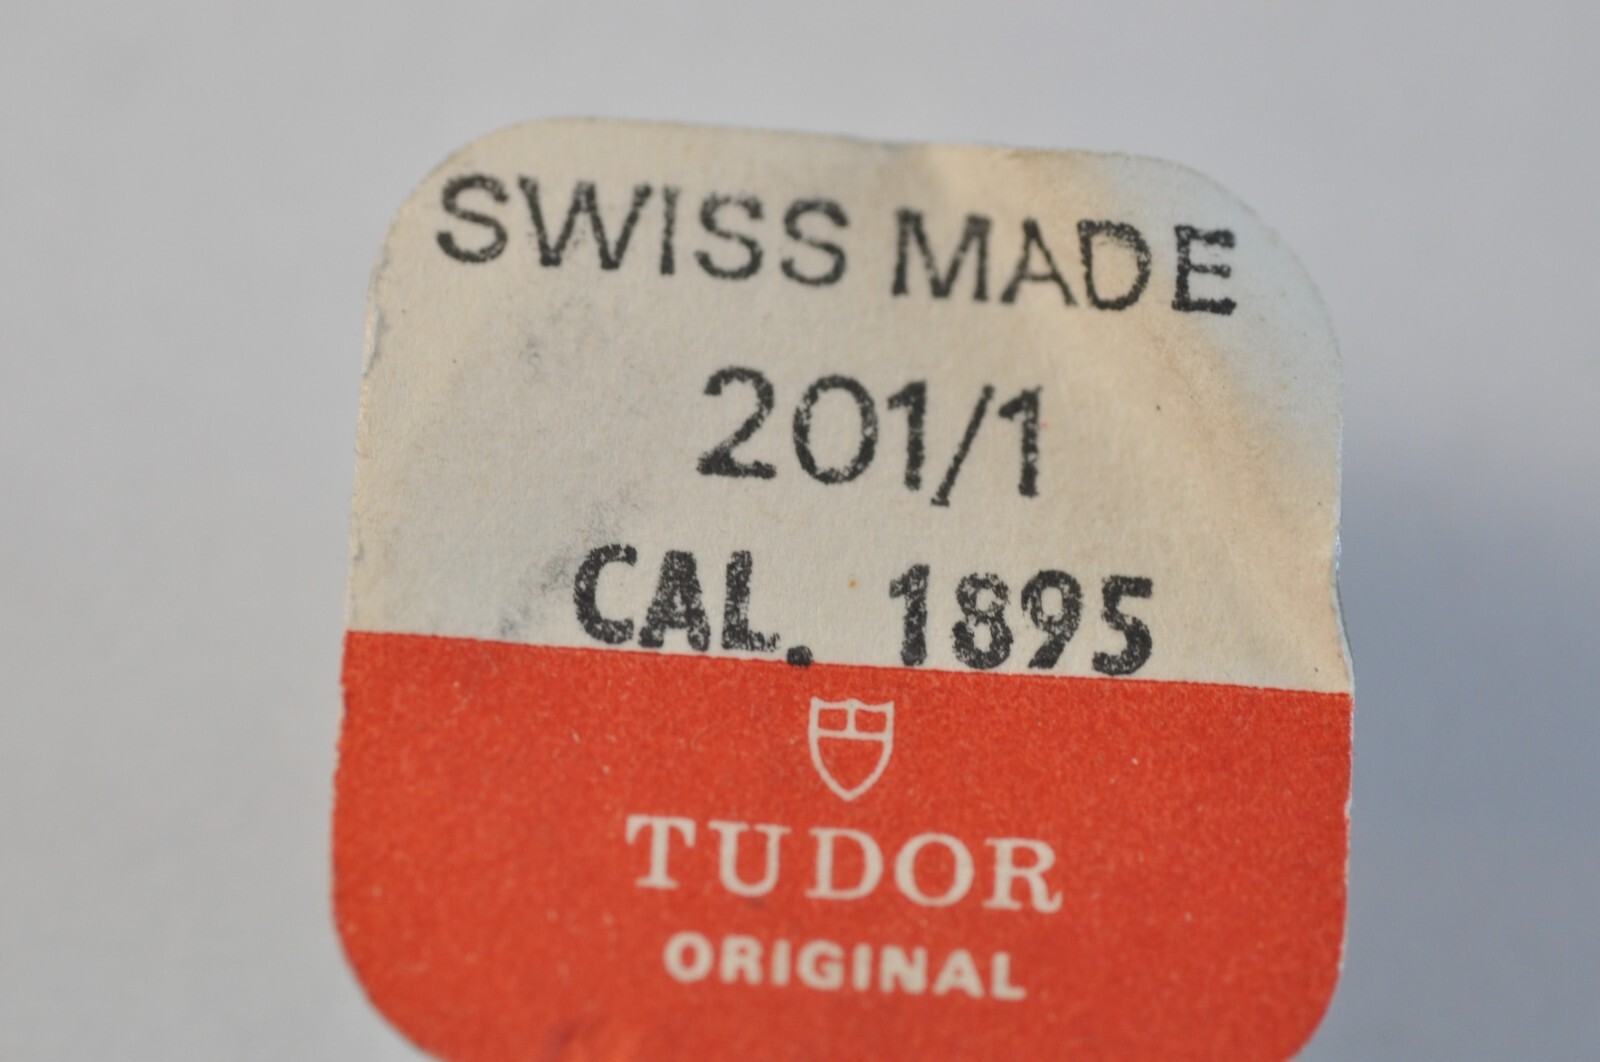 SWISS MADE
201/1
CAL. 1895
TUDOR
ORIGINAL